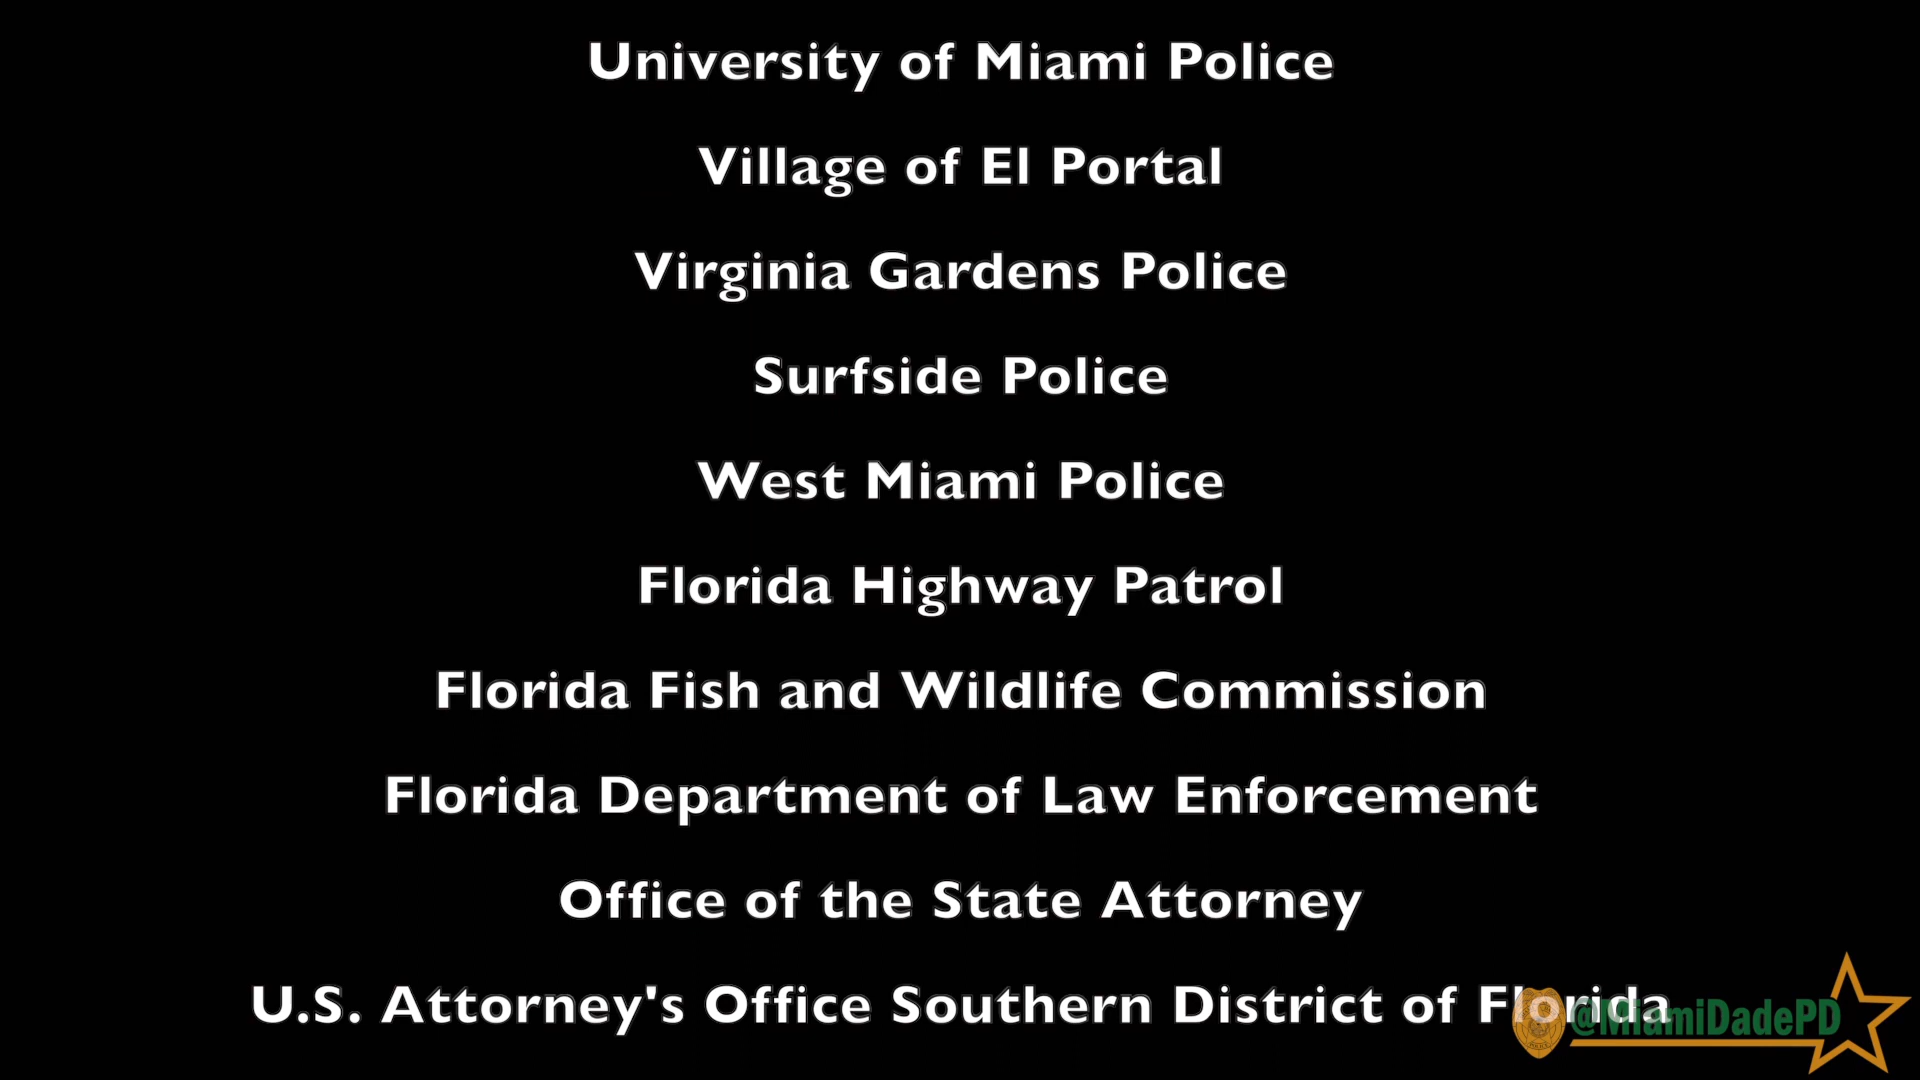 University of Miami Police
Village of El Portal
Virginia Gardens Police
Surfside Police
West Miami Police
Florida Highway Patrol
Florida Fish and Wildlife Commission
Florida Department of Law Enforcement
Office of the State Attorney
U.S. Attorney's Office Southern District of Florida
@MiamiDadePD